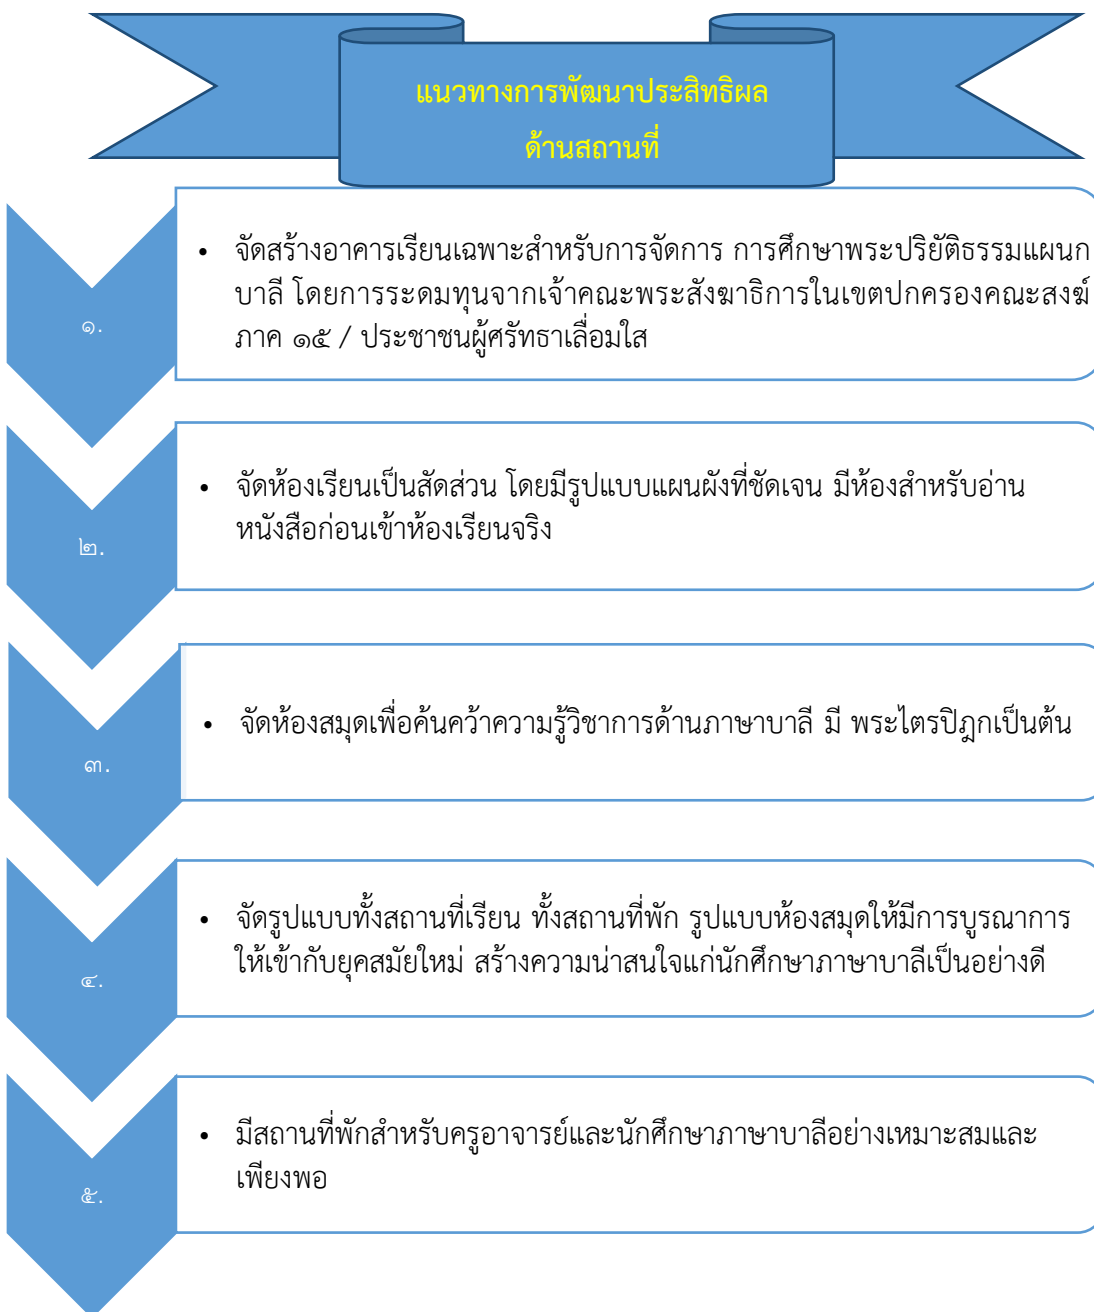 แนวทางการพัฒนาประสิทธิผล
ด้านสถานที่
๑.
• จัดสร้างอาคารเรียนเฉพาะสำหรับการจัดการ การศึกษาพระปริยัติธรรมแผนก
บาลี โดยการระดมทุนจากเจ้าคณะพระสังฆาธิการในเขตปกครองคณะสงฆ์
ภาค ๑๕ / ประชาชนผู้ศรัทธาเลื่อมใส
๒.
• จัดห้องเรียนเป็นสัดส่วน โดยมีรูปแบบแผนผังที่ชัดเจน มีห้องสำหรับอ่าน
หนังสือก่อนเข้าห้องเรียนจริง
๓.
• จัดห้องสมุดเพื่อค้นคว้าความรู้วิชาการด้านภาษาบาลี มี พระไตรปิฎกเป็นต้น
๔.
• จัดรูปแบบทั้งสถานที่เรียน ทั้งสถานที่พัก รูปแบบห้องสมุดให้มีการบูรณาการ
ให้เข้ากับยุคสมัยใหม่ สร้างความน่าสนใจแก่นักศึกษาภาษาบาลีเป็นอย่างดี
๕.
• มีสถานที่พักสำหรับครูอาจารย์และนักศึกษาภาษาบาลีอย่างเหมาะสมและ
เพียงพอ